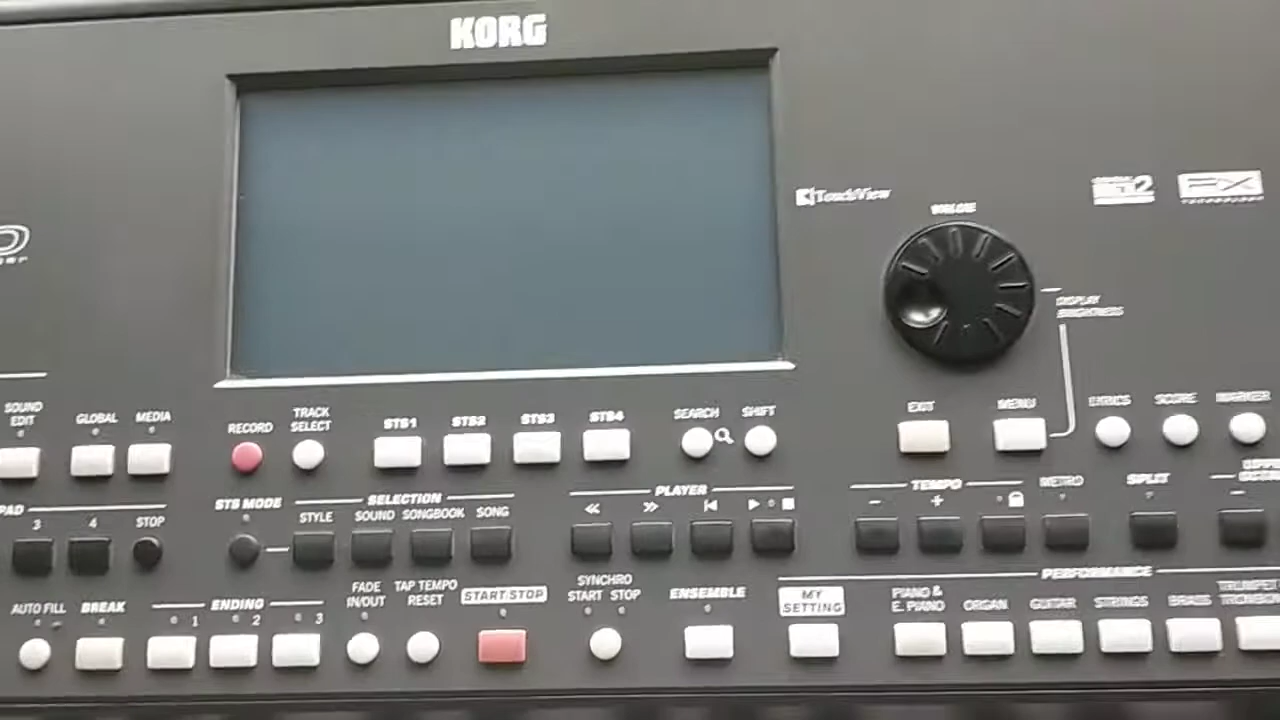 KORG
TouchView
VALUE
DISPLAY
BRIGHTNESS
SOUND
EDIT
GLOBAL
MEDIA
RECORD
TRACK
SELECT
STS1
STS2
STS3
STS4
SEARCH
SHIFT
EXIT
MENU
LYRICS
SCORE
MARKER
PAD
3
4
STOP
STS MODE
SELECTION
STYLE
SOUND
SONGBOOK
SONG
PLAYER
TEMPO
-
+
METRO
SPLIT
AUTO FILL
BREAK
ENDING
1
2
3
FADE
IN/OUT
TAP TEMPO
RESET
START/STOP
SYNCHRO
START STOP
ENSEMBLE
MY
SETTING
PERFORMANCE
PIANO &
E. PIANO
ORGAN
GUITAR
STRINGS
BRASS